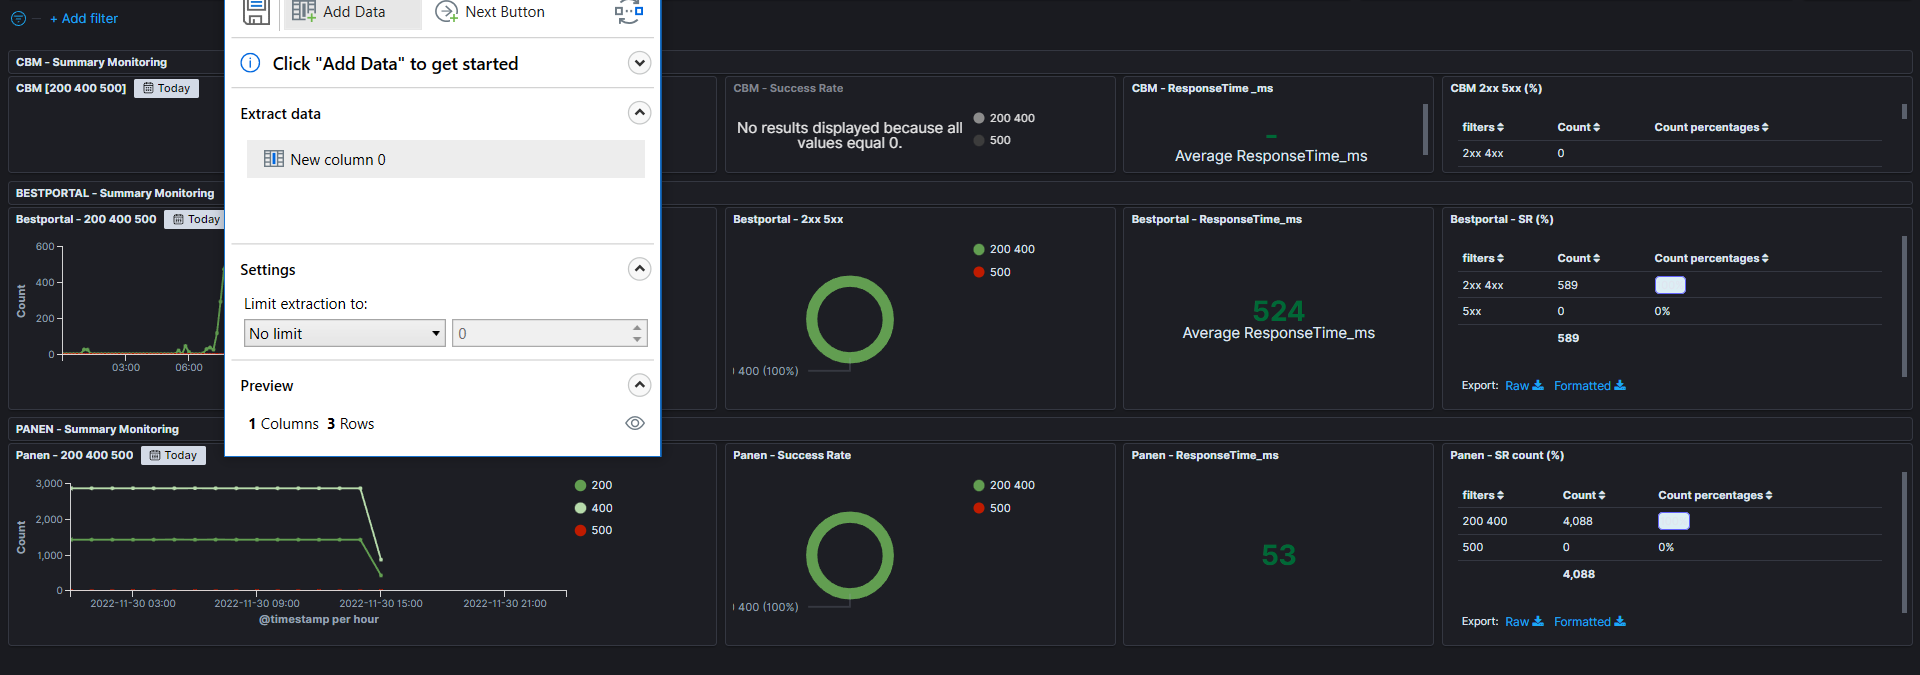 + Add filter
Add Data
Next Button
Click "Add Data" to get started
Extract data
New column 0
Settings
Limit extraction to:
No limit
0
Preview
1 Columns 3 Rows
CBM - Summary Monitoring
CBM [200 400 500]
Today
CBM - Success Rate
No results displayed because all
values equal 0.
200 400
500
CBM - ResponseTime _ms
-
Average ResponseTime_ms
CBM 2xx 5xx (%)
filters Count Count percentages
2xx 4xx 0
BESTPORTAL - Summary Monitoring
Bestportal - 200 400 500
Today
600
400
200
0
Count
03:00
06:00
Bestportal - 2xx 5xx
200 400
500
400 (100%)
Bestportal - ResponseTime_ms
524
Average ResponseTime_ms
Bestportal - SR (%)
filters Count Count percentages
2xx 4xx 589
5xx 0 0%
589
Export: Raw Formatted
PANEN - Summary Monitoring
Panen - 200 400 500
Today
3,000
2,000
1,000
0
Count
2022-11-30 03:00
2022-11-30 09:00
2022-11-30 15:00
2022-11-30 21:00
@timestamp per hour
200
400
500
Panen - Success Rate
200 400
500
400 (100%)
Panen - ResponseTime_ms
53
Panen - SR count (%)
filters Count Count percentages
200 400 4,088
500 0 0%
4,088
Export: Raw Formatted